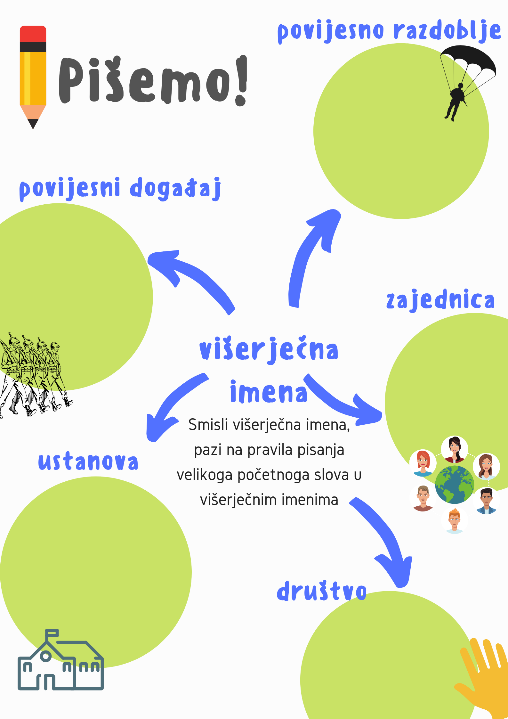 Pišemo!
povijesno razdoblje
povijesni događaj
zajednica
višerječna
imena
Smisli višerječna imena,
pazi na pravila pisanja
velikoga početnoga slova u
višerječnim imenima
ustanova
društvo